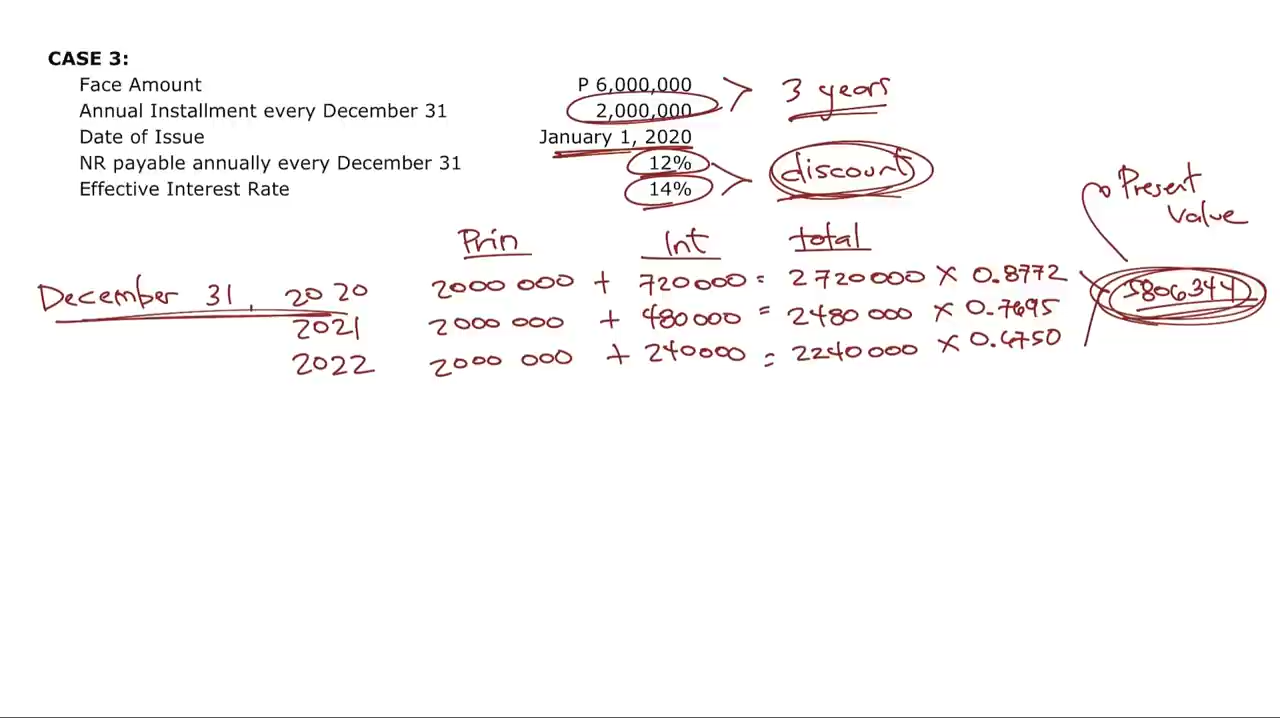 CASE 3:
Face Amount P 6,000,000 > 3 years
Annual Installment every December 31 2,000,000
Date of Issue January 1, 2020
NR payable annually every December 31 12% > discount
Effective Interest Rate 14%
Present
value
Prin Int total
December 31, 2020 2000 000 + 720000 = 2720000 X 0.8772 5806344
2021 2000 000 + 480000 = 2480 000 X 0.7695
2022 2000 000 + 240000 = 2240000 X 0.6750